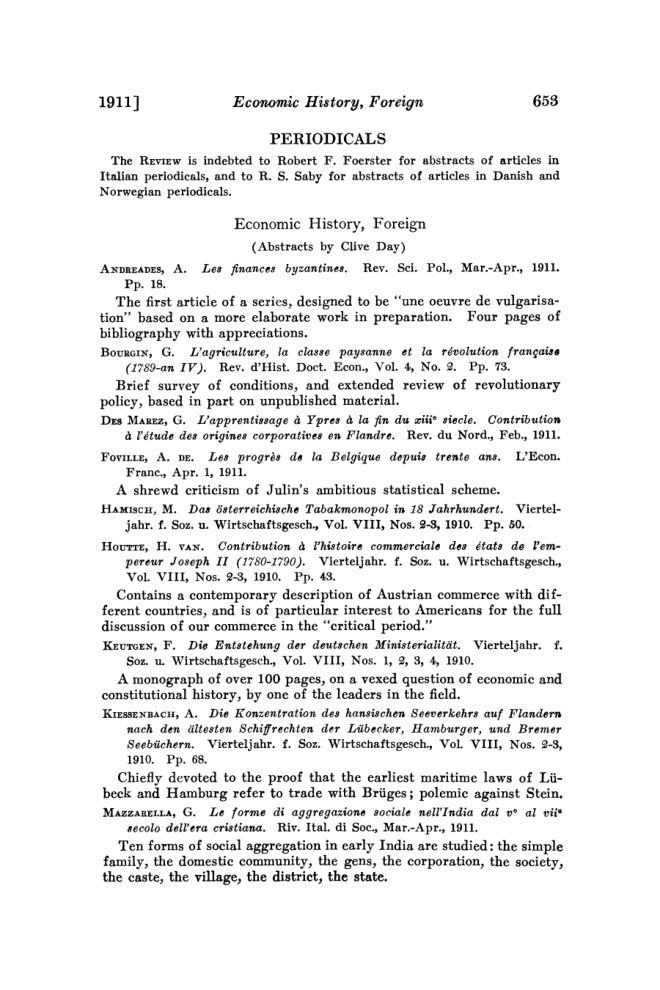 1911]	Economic History, Foreign	653
PERIODICALS
The Review is indebted to Robert F. Foerster for abstracts of articles in
Italian periodicals, and to R. S. Saby for abstracts of articles in Danish and
Norwegian periodicals.
Economic History, Foreign
(Abstracts by Clive Day)
Andreades, A. Les finances byzantines. Rev. Sci. Pol., Mar.-Apr., 1911.
Pp. 18.
The first article of a series, designed to be "une oeuvre de vulgarisa-
tion" based on a more elaborate work in preparation. Four pages of
bibliography with appreciations.
Bourgin, G. L'agriculture, la classe paysanne et la révolution française
(1789-an IV). Rev. d'Hist. Doct. Econ., Vol. 4, No. 2. Pp. 73.
Brief survey of conditions, and extended review of revolutionary
policy, based in part on unpublished material.
Des Marez, G. L'apprentissage à Ypres à la fin du xiiiᵉ siecle. Contribution
à l'étude des origines corporatives en Flandre. Rev. du Nord., Feb., 1911.
Foville, A. de. Les progrès de la Belgique depuis trente ans. L'Econ.
Franc., Apr. 1, 1911.
A shrewd criticism of Julin's ambitious statistical scheme.
Hamisch, M. Das österreichische Tabakmonopol in 18 Jahrhundert. Viertel-
jahr. f. Soz. u. Wirtschaftsgesch., Vol. VIII, Nos. 2-3, 1910. Pp. 50.
Houtte, H. van. Contribution à l'histoire commerciale des états de l'em-
pereur Joseph II (1780-1790). Vierteljahr. f. Soz. u. Wirtschaftsgesch.,
Vol. VIII, Nos. 2-3, 1910. Pp. 43.
Contains a contemporary description of Austrian commerce with dif-
ferent countries, and is of particular interest to Americans for the full
discussion of our commerce in the "critical period."
Keutgen, F. Die Entstehung der deutschen Ministerialität. Vierteljahr. f.
Soz. u. Wirtschaftsgesch., Vol. VIII, Nos. 1, 2, 3, 4, 1910.
A monograph of over 100 pages, on a vexed question of economic and
constitutional history, by one of the leaders in the field.
Kiessenbach, A. Die Konzentration des hansischen Seeverkehrs auf Flandern
nach den ältesten Schiffrechten der Lübecker, Hamburger, und Bremer
Seebüchern. Vierteljahr. f. Soz. Wirtschaftsgesch., Vol. VIII, Nos. 2-3,
1910. Pp. 68.
Chiefly devoted to the proof that the earliest maritime laws of Lü-
beck and Hamburg refer to trade with Brüges; polemic against Stein.
Mazzarella, G. Le forme di aggregazione sociale nell'India dal vᵒ al viiᵒ
secolo dell'era cristiana. Riv. Ital. di Soc., Mar.-Apr., 1911.
Ten forms of social aggregation in early India are studied: the simple
family, the domestic community, the gens, the corporation, the society,
the caste, the village, the district, the state.